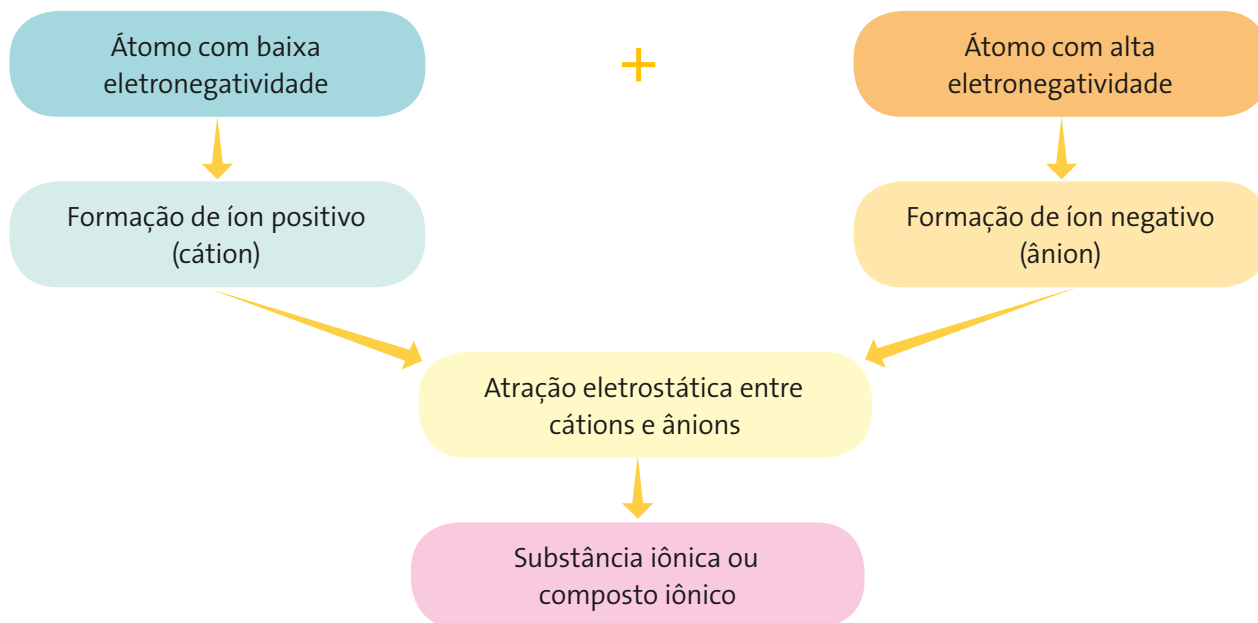 Átomo com baixa
eletronegatividade
+
Átomo com alta
eletronegatividade
Formação de íon positivo
(cátion)
Formação de íon negativo
(ânion)
Atração eletrostática entre
cátions e ânions
Substância iônica ou
composto iônico